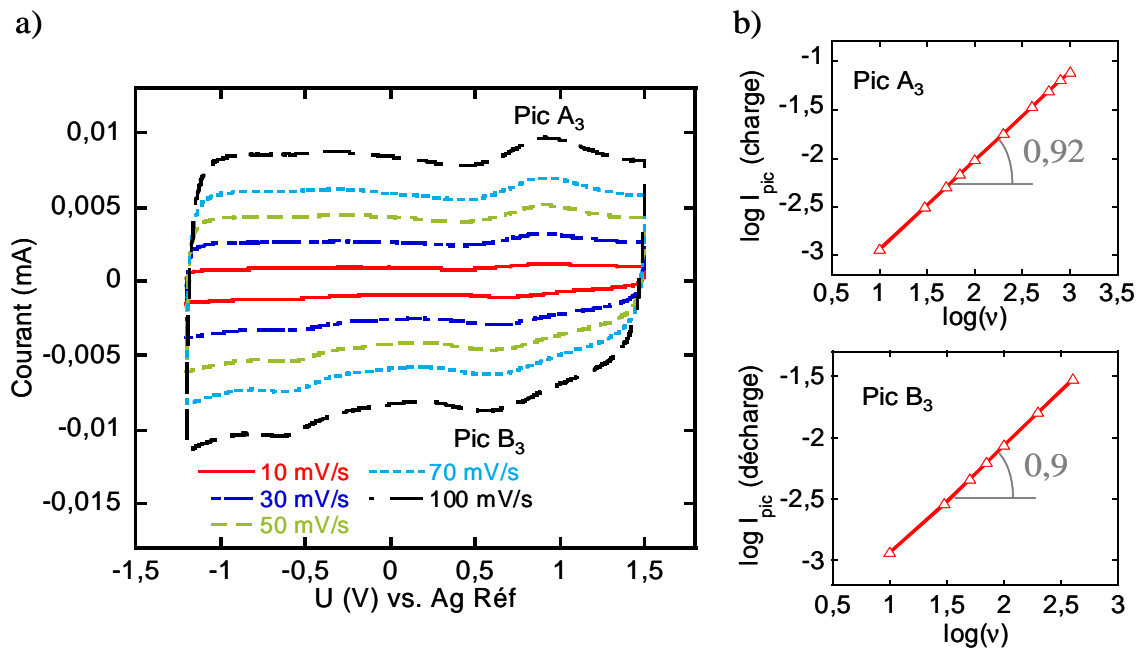 a)
Courant (mA)
0,01
0,005
0
-0,005
-0,01
-0,015
Pic A3
Pic B3
10 mV/s
30 mV/s
50 mV/s
70 mV/s
100 mV/s
-1,5
-1
-0,5
0
0,5
1
1,5
U (V) vs. Ag Réf
b)
log Ipic (charge)
-1
-1,5
-2
-2,5
-3
Pic A3
0,92
0,5
1
1,5
2
2,5
3
3,5
log(ν)
log Ipic (décharge)
-1,5
-2
-2,5
-3
Pic B3
0,9
0,5
1
1,5
2
2,5
3
log(ν)